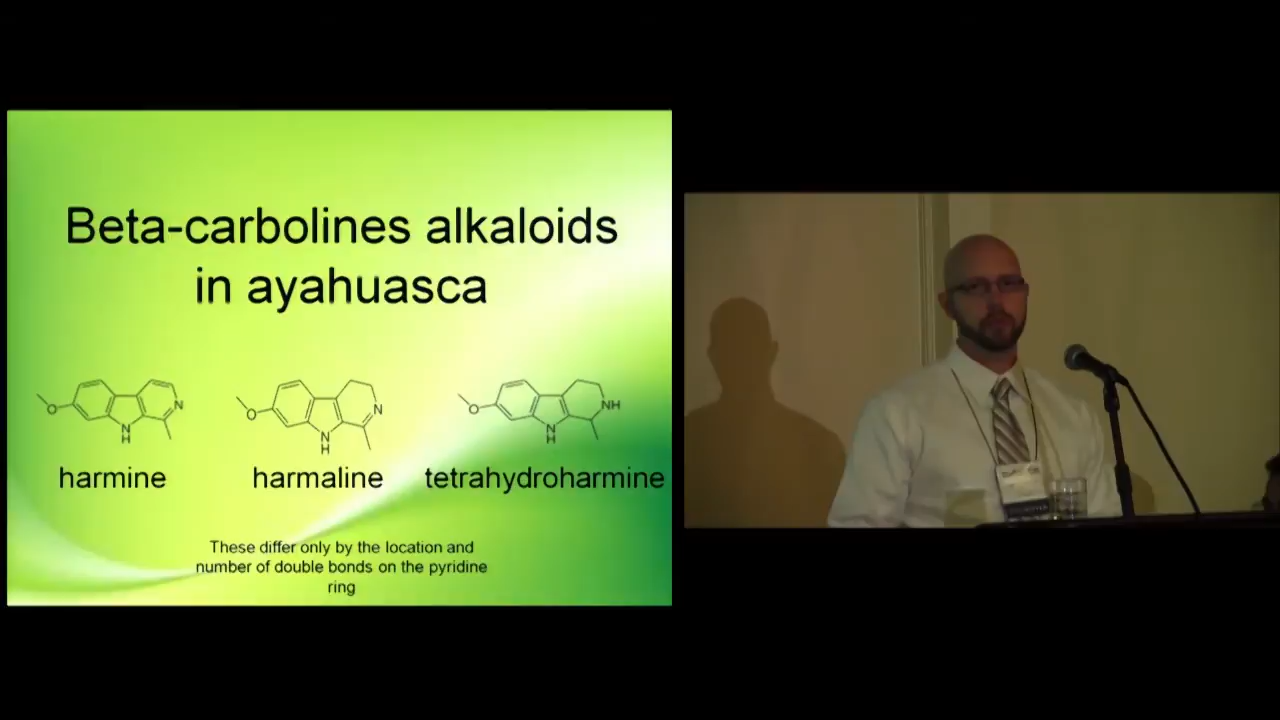 Beta-carbolines alkaloids
in ayahuasca
O
N
N
H
O
N
N
H
O
NH
N
H
harmine
harmaline
tetrahydroharmine
These differ only by the location and
number of double bonds on the pyridine
ring